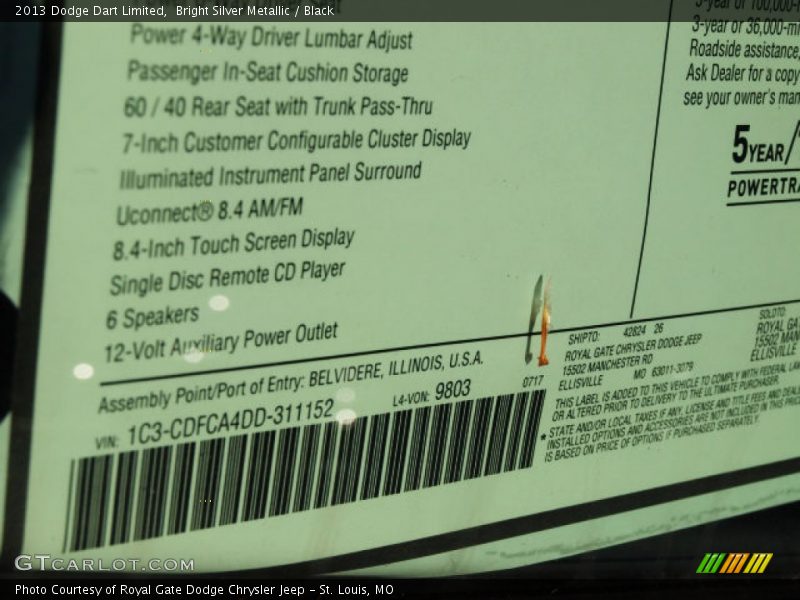 2013 Dodge Dart Limited, Bright Silver Metallic / Black
Power 4-Way Driver Lumbar Adjust
Passenger In-Seat Cushion Storage
60 / 40 Rear Seat with Trunk Pass-Thru
7-Inch Customer Configurable Cluster Display
Illuminated Instrument Panel Surround
Uconnect® 8.4 AM/FM
8.4-Inch Touch Screen Display
Single Disc Remote CD Player
6 Speakers
12-Volt Auxiliary Power Outlet
3-year or 36,000-mi
Roadside assistance,
Ask Dealer for a copy
see your owner's man
5YEAR/
POWERTRA
Assembly Point/Port of Entry: BELVIDERE, ILLINOIS, U.S.A.
VIN: 1C3-CDFCA4DD-311152
L4-VON: 9803
0717
SHIPTO: 42824 26
ROYAL GATE CHRYSLER DODGE JEEP
15502 MANCHESTER RD
ELLISVILLE MO 63011-3079
SOLDTO:
ROYAL GA
15502 MAN
ELLISVILLE
THIS LABEL IS ADDED TO THIS VEHICLE TO COMPLY WITH FEDERAL
OR ALTERED PRIOR TO DELIVERY TO THE ULTIMATE PURCHASER.
* STATE AND/OR LOCAL TAXES IF ANY, LICENSE AND TITLE FEES AND DEALE
INSTALLED OPTIONS AND ACCESSORIES ARE NOT INCLUDED IN THIS PRICE
IS BASED ON PRICE OF OPTIONS IF PURCHASED SEPARATELY.
GTCARLOT.COM
Photo Courtesy of Royal Gate Dodge Chrysler Jeep – St. Louis, MO